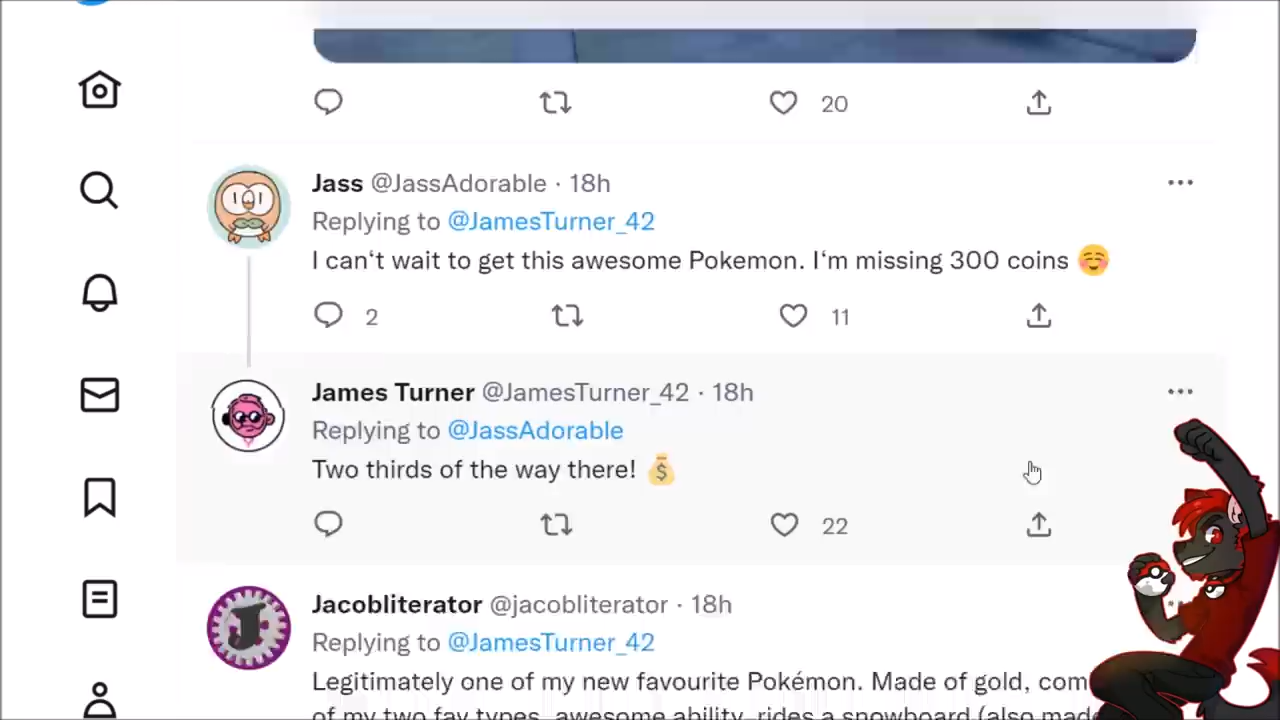 20
Jass @JassAdorable · 18h
Replying to @JamesTurner_42
I can‘t wait to get this awesome Pokemon. I‘m missing 300 coins ☺️
2 11
James Turner @JamesTurner_42 · 18h
Replying to @JassAdorable
Two thirds of the way there! 💰
22
Jacobliterator @jacobliterator · 18h
Replying to @JamesTurner_42
Legitimately one of my new favourite Pokémon. Made of gold, com
of my two fav types, awesome ability, rides a snowboard (also made